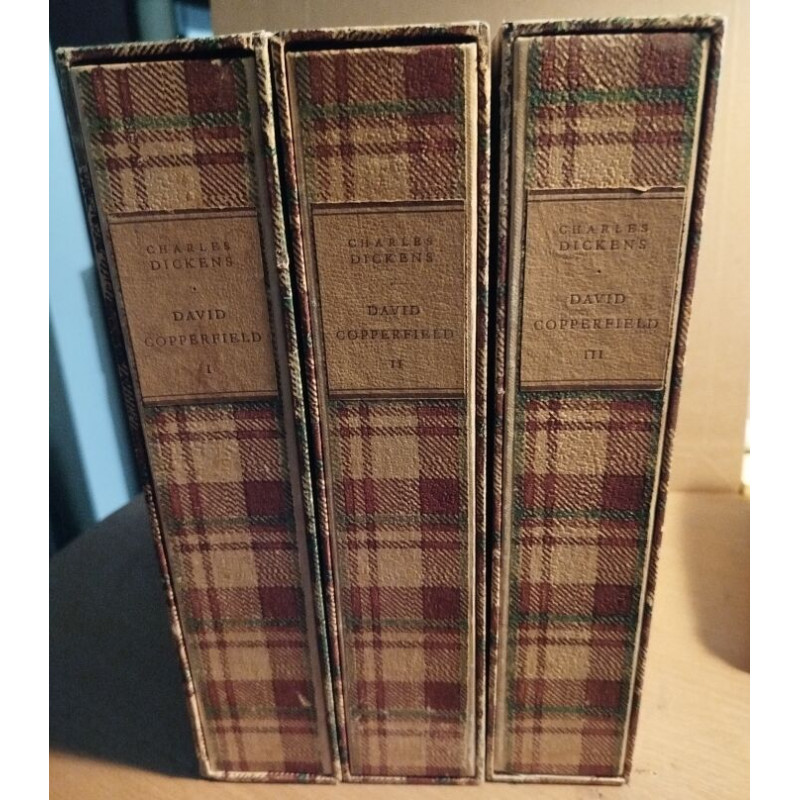 CHARLES
DICKENS
DAVID
COPPERFIELD
I
CHARLES
DICKENS
DAVID
COPPERFIELD
II
CHARLES
DICKENS
DAVID
COPPERFIELD
III